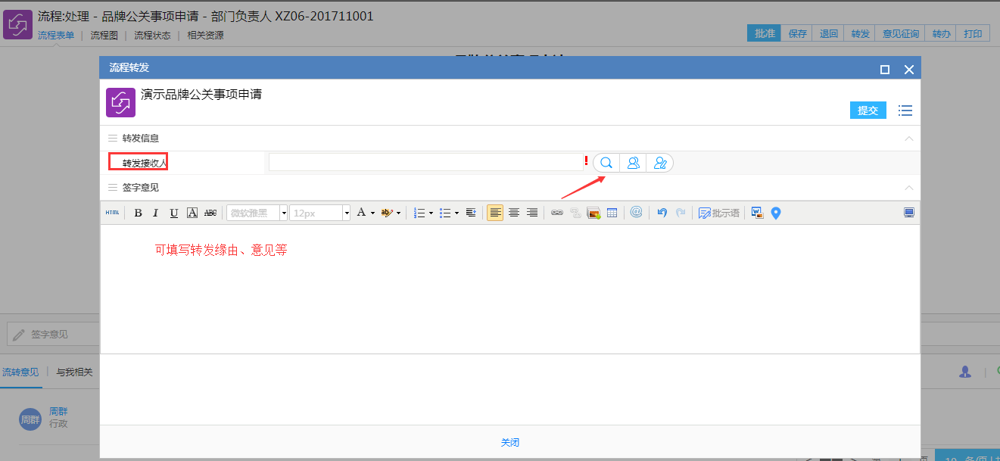 流程:处理 - 品牌公关事项申请 - 部门负责人 XZ06-201711001
流程表单 | 流程图 | 流程状态 | 相关资源
批准 保存 退回 转发 意见征询 转办 打印
流程转发
演示品牌公关事项申请
提交
转发信息
转发接收人
!
签字意见
HTML B I U A ABC 微软雅黑 12px A ab 批示语
可填写转发缘由、意见等
签字意见
流转意见 | 与我相关
周群 周群
行政
关闭